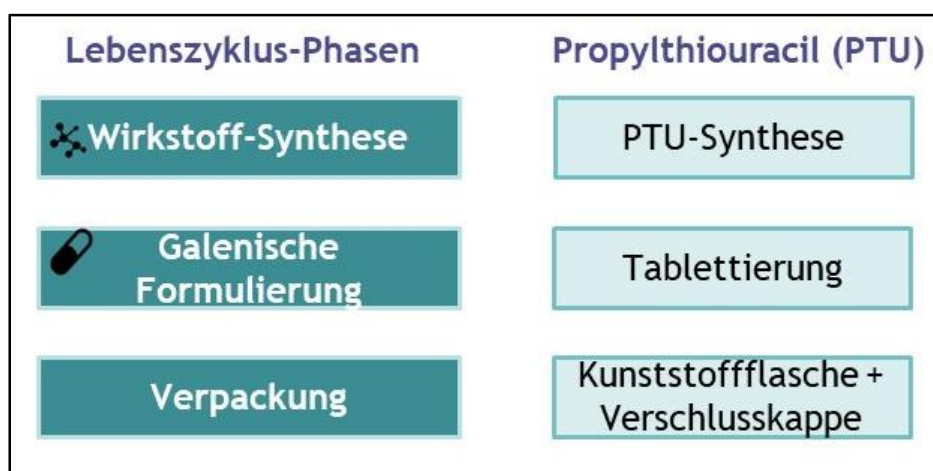 Lebenszyklus-Phasen Propylthiouracil (PTU)
Wirkstoff-Synthese PTU-Synthese
Galenische
Formulierung
Tablettierung
Verpackung
Kunststoffflasche +
Verschlusskappe